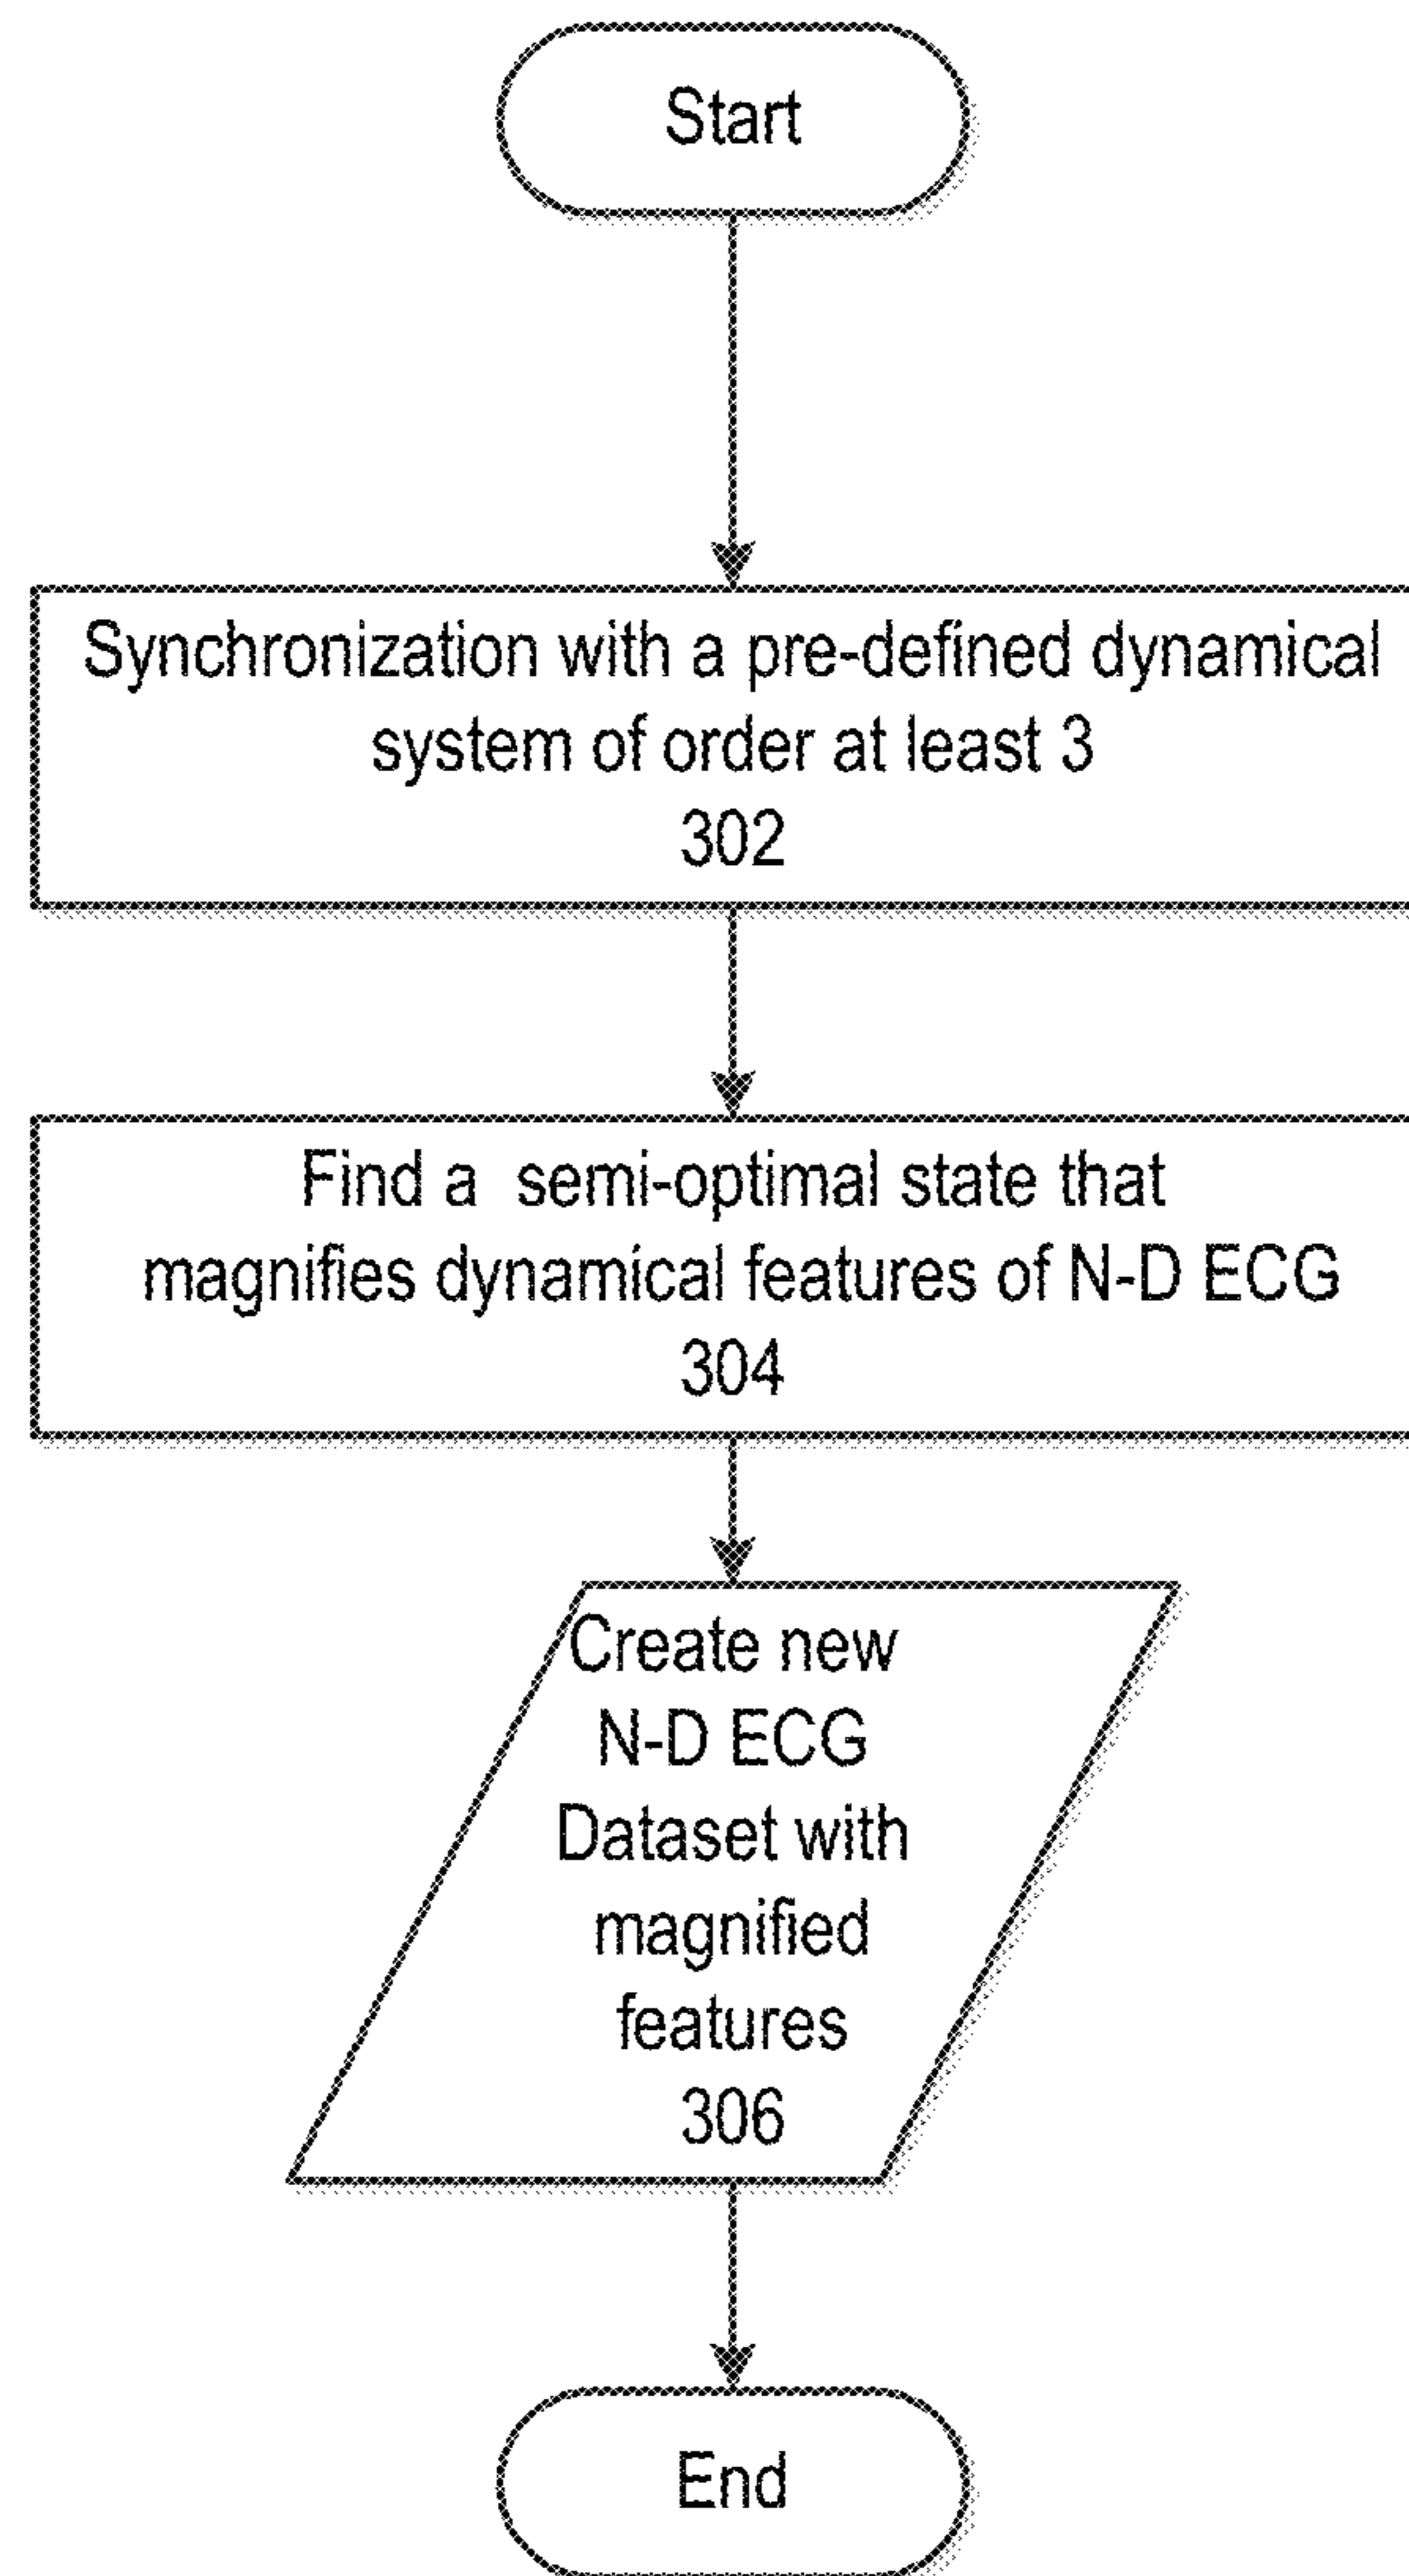 Start
Synchronization with a pre-defined dynamical
system of order at least 3
302
Find a semi-optimal state that
magnifies dynamical features of N-D ECG
304
Create new
N-D ECG
Dataset with
magnified
features
306
End